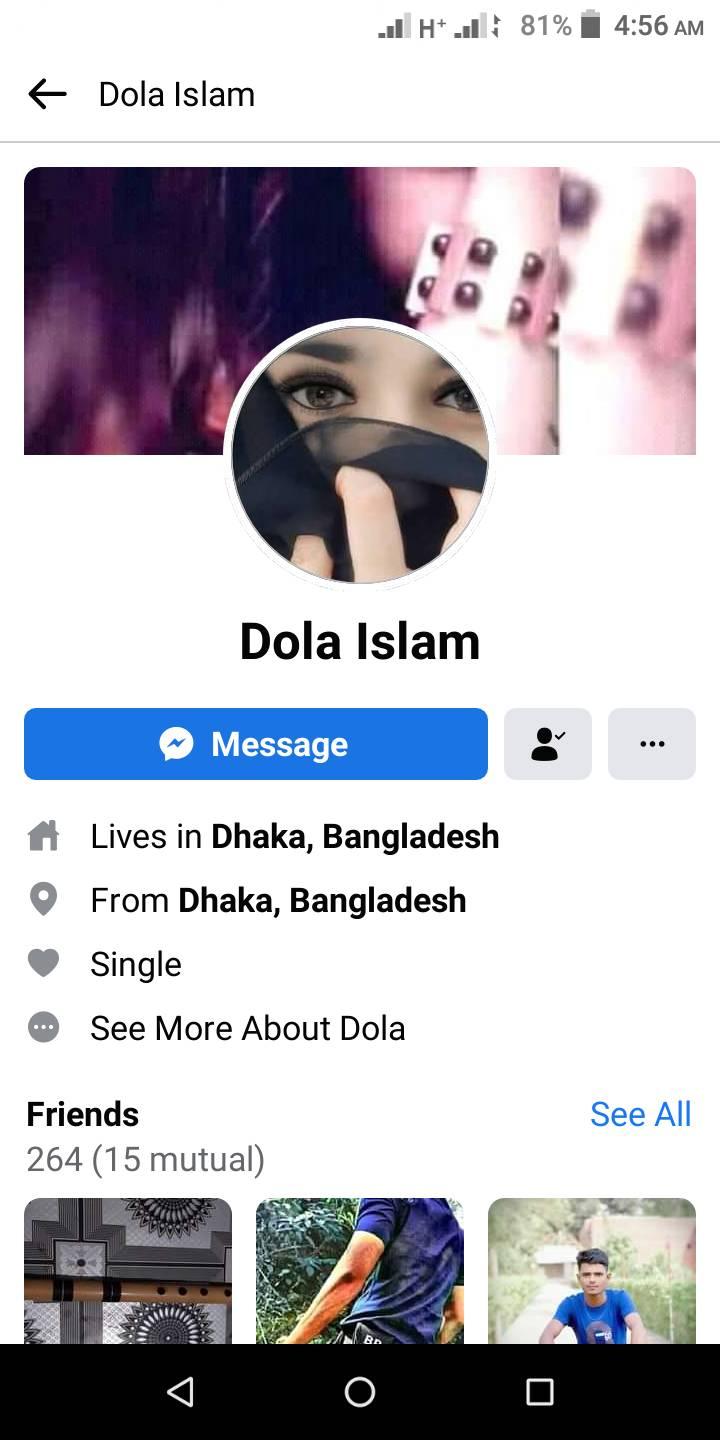 H+ 81% 4:56 AM
Dola Islam
Dola Islam
Message
Lives in Dhaka, Bangladesh
From Dhaka, Bangladesh
Single
See More About Dola
Friends See All
264 (15 mutual)